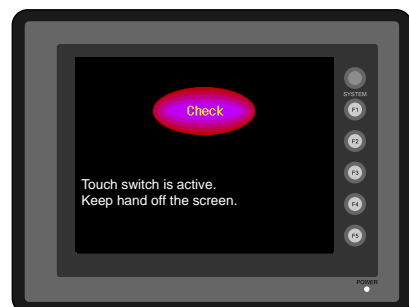 Check
SYSTEM
F1
F2
F3
Touch switch is active.
Keep hand off the screen.
F4
F5
POWER